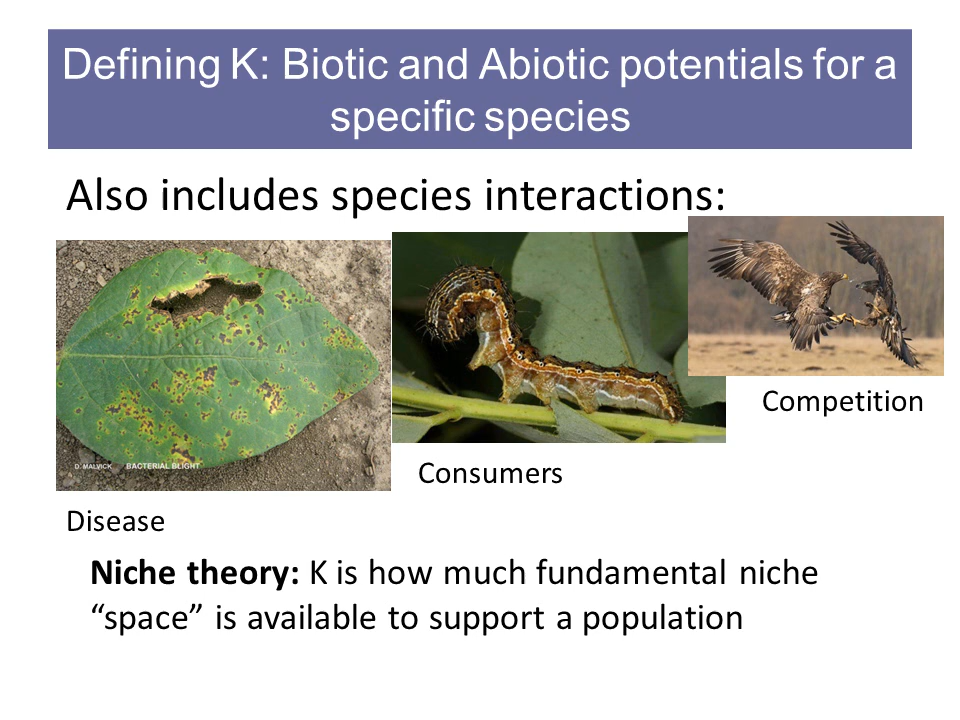 Defining K: Biotic and Abiotic potentials for a
specific species
Also includes species interactions:
Competition
D. MALVICK BACTERIAL BLIGHT
Consumers
Disease
Niche theory: K is how much fundamental niche
“space” is available to support a population